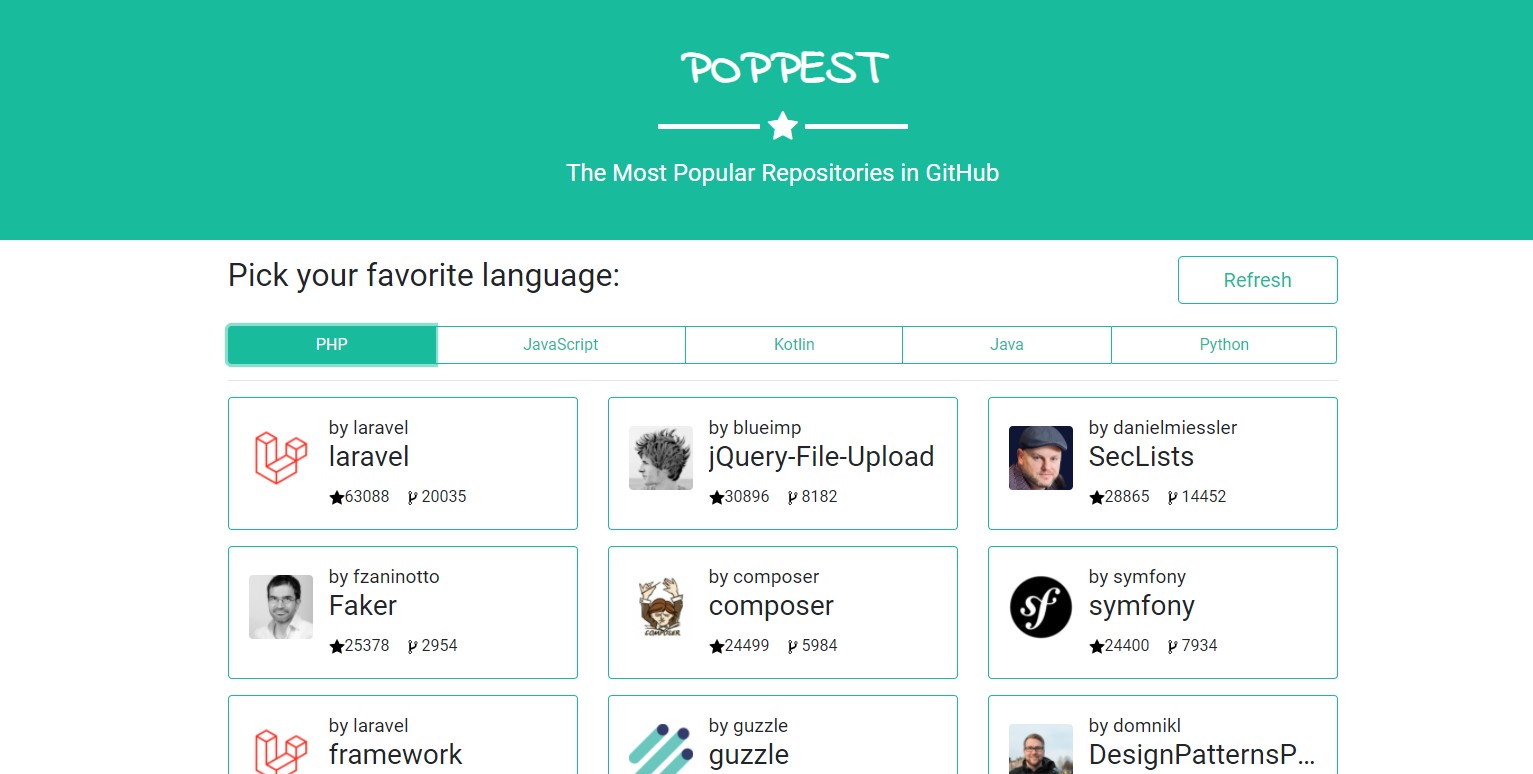 POPPEST
The Most Popular Repositories in GitHub
Pick your favorite language:
Refresh
PHP
JavaScript
Kotlin
Java
Python
by laravel
laravel
63088 20035
by blueimp
jQuery-File-Upload
30896 8182
by danielmiessler
SecLists
28865 14452
by fzaninotto
Faker
25378 2954
by composer
composer
COMPOSER
24499 5984
by symfony
symfony
sf
24400 7934
by laravel
framework
by guzzle
guzzle
by domnikl
DesignPatternsP...